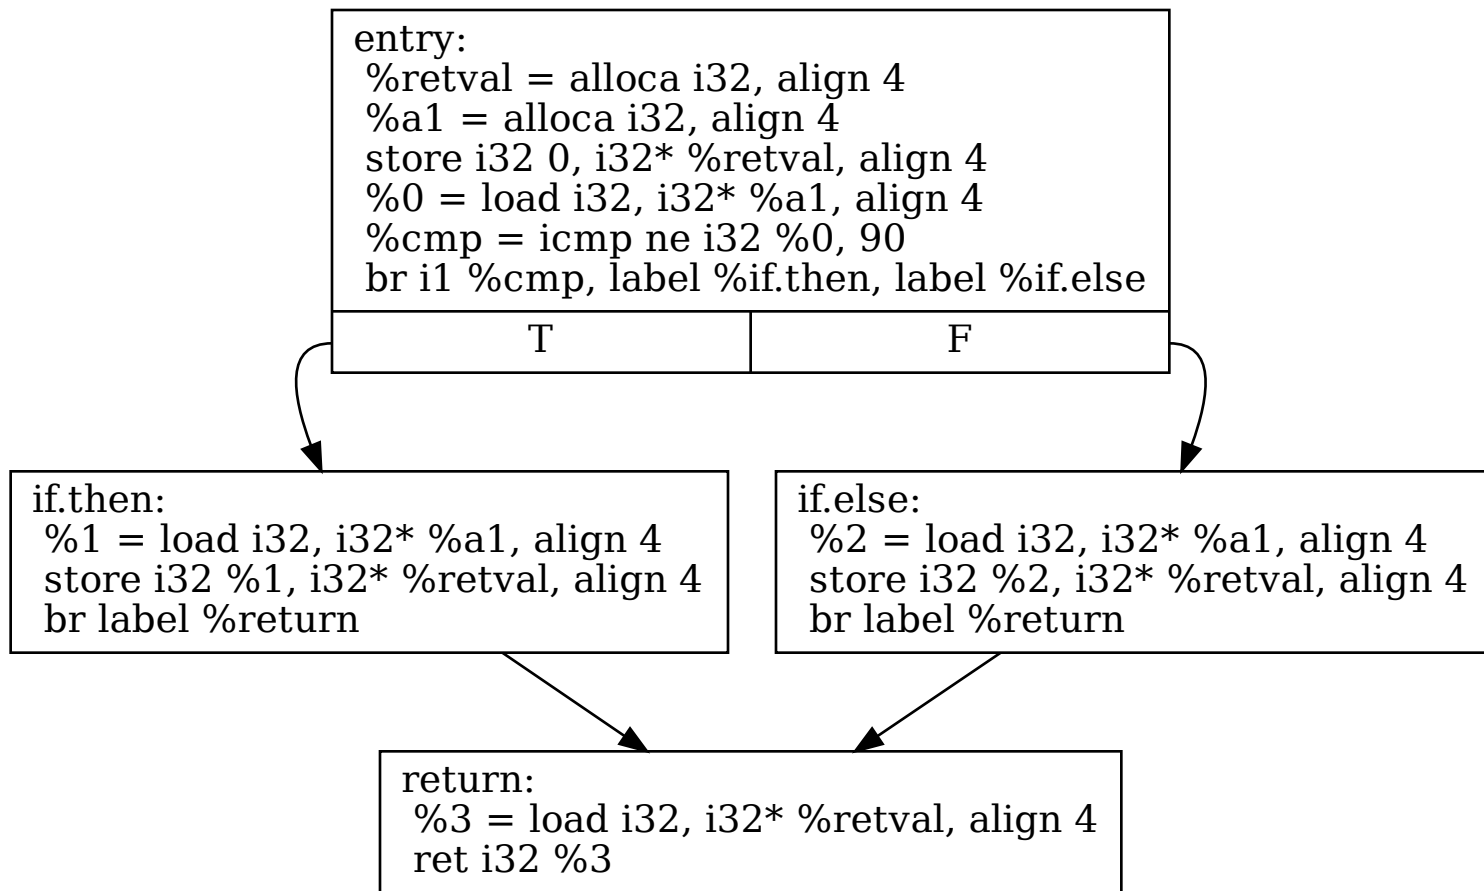 entry:
%retval = alloca i32, align 4
%a1 = alloca i32, align 4
store i32 0, i32* %retval, align 4
%0 = load i32, i32* %a1, align 4
%cmp = icmp ne i32 %0, 90
br i1 %cmp, label %if.then, label %if.else
T
F
if.then:
%1 = load i32, i32* %a1, align 4
store i32 %1, i32* %retval, align 4
br label %return
if.else:
%2 = load i32, i32* %a1, align 4
store i32 %2, i32* %retval, align 4
br label %return
return:
%3 = load i32, i32* %retval, align 4
ret i32 %3